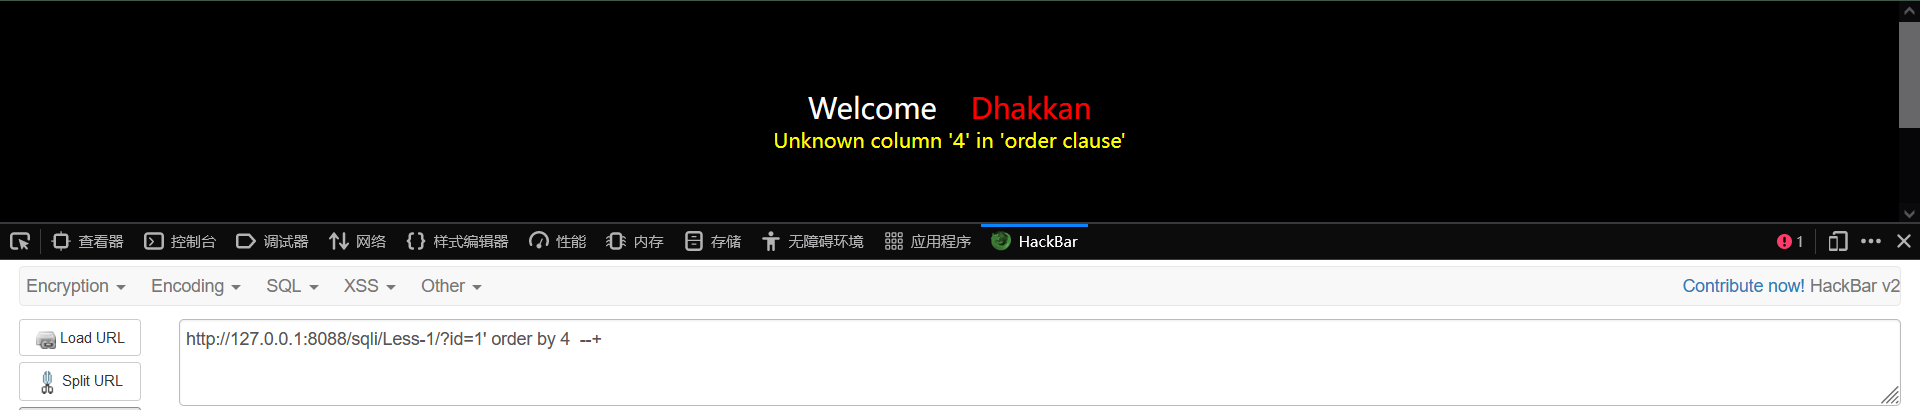 Welcome Dhakkan
Unknown column '4' in 'order clause'
查看器 控制台 调试器 网络 样式编辑器 性能 内存 存储 无障碍环境 应用程序 HackBar 1
Encryption Encoding SQL XSS Other Contribute now! HackBar v2
Load URL http://127.0.0.1:8088/sqli/Less-1/?id=1' order by 4  --+
Split URL